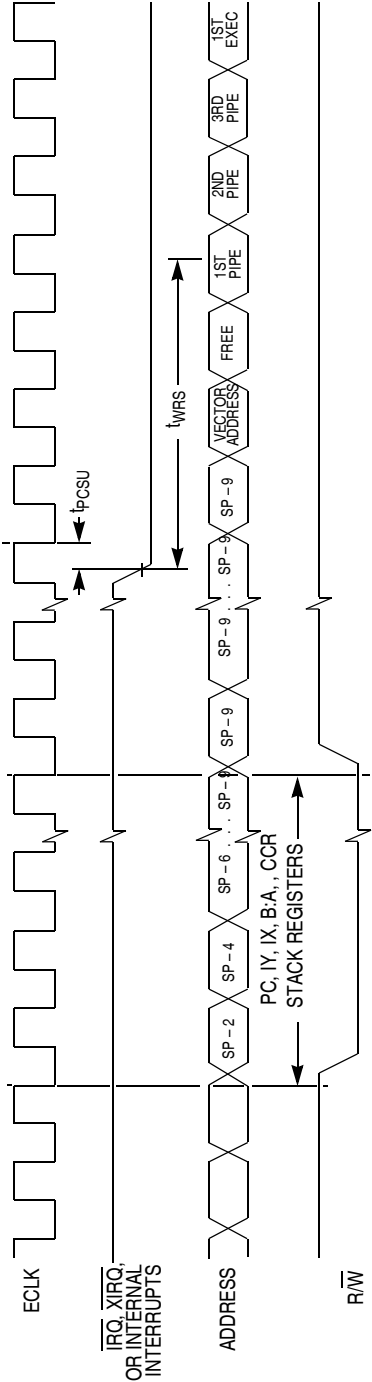 ECLK
IRQ, XIRQ,
OR INTERNAL
INTERRUPTS
tPCSU
tWRS
ADDRESS
SP – 2
SP – 4
SP – 6 . . . SP – 9
SP – 9
SP – 9 . . . SP – 9
SP – 9
VECTOR
ADDRESS
FREE
1ST
PIPE
2ND
PIPE
3RD
PIPE
1ST
EXEC
PC, IY, IX, B:A, , CCR
STACK REGISTERS
R/W